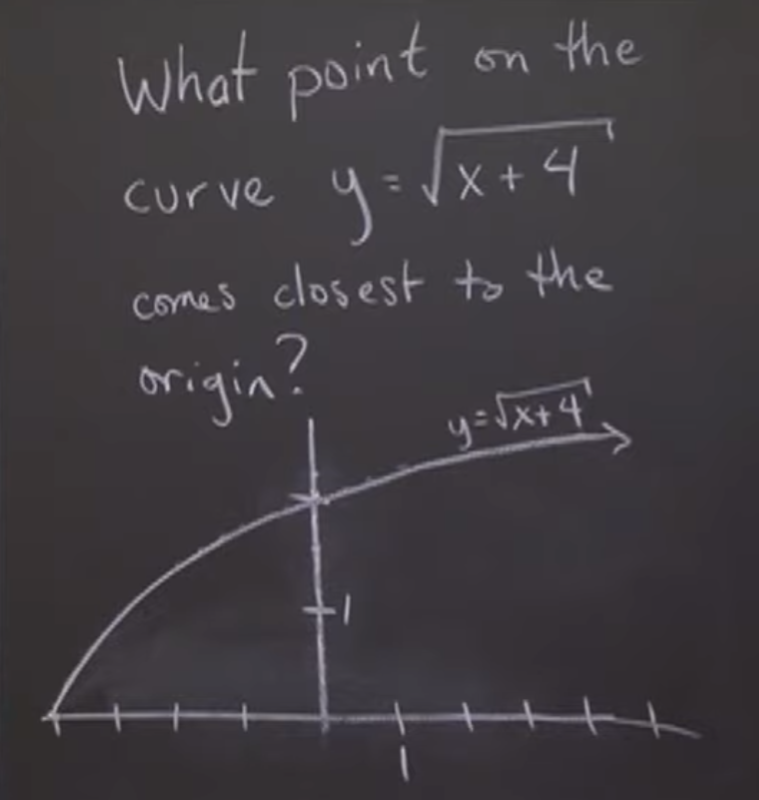 What point on the
curve y=√x+4
comes closest to the
origin?
y=√x+4
1
1